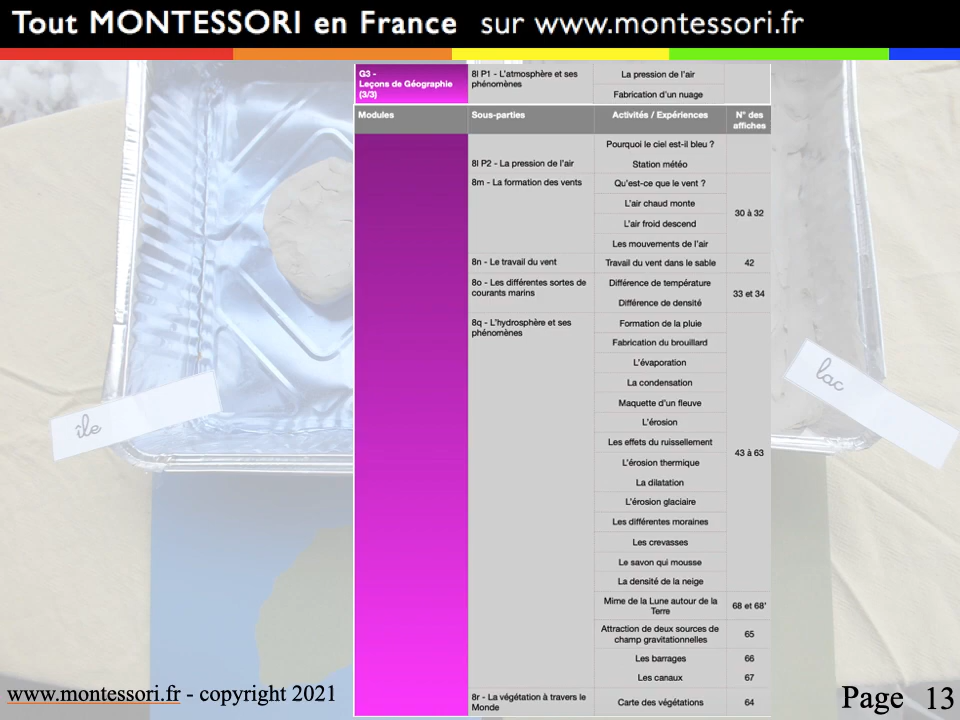 Tout MONTESSORI en France sur www.montessori.fr
G3 -
Leçons de Géographie
(3/3)
8l P1 - L'atmosphère et ses
phénomènes
La pression de l'air
Fabrication d'un nuage
Modules
Sous-parties
Activités / Expériences
N° des
affiches
Pourquoi le ciel est-il bleu ?
8l P2 - La pression de l'air
Station météo
8m - La formation des vents
Qu'est-ce que le vent ?
L'air chaud monte
L'air froid descend
Les mouvements de l'air
30 à 32
8n - Le travail du vent
Travail du vent dans le sable
42
8o - Les différentes sortes de
courants marins
Différence de température
Différence de densité
33 et 34
8q - L'hydrosphère et ses
phénomènes
Formation de la pluie
Fabrication du brouillard
L'évaporation
La condensation
Maquette d'un fleuve
L'érosion
Les effets du ruissellement
L'érosion thermique
La dilatation
L'érosion glaciaire
Les différentes moraines
Les crevasses
Le savon qui mousse
La densité de la neige
43 à 63
Mime de la Lune autour de la
Terre
68 et 68'
Attraction de deux sources de
champ gravitationnelles
65
Les barrages
66
Les canaux
67
8r - La végétation à travers le
Monde
Carte des végétations
64
île
lac
www.montessori.fr - copyright 2021
Page 13